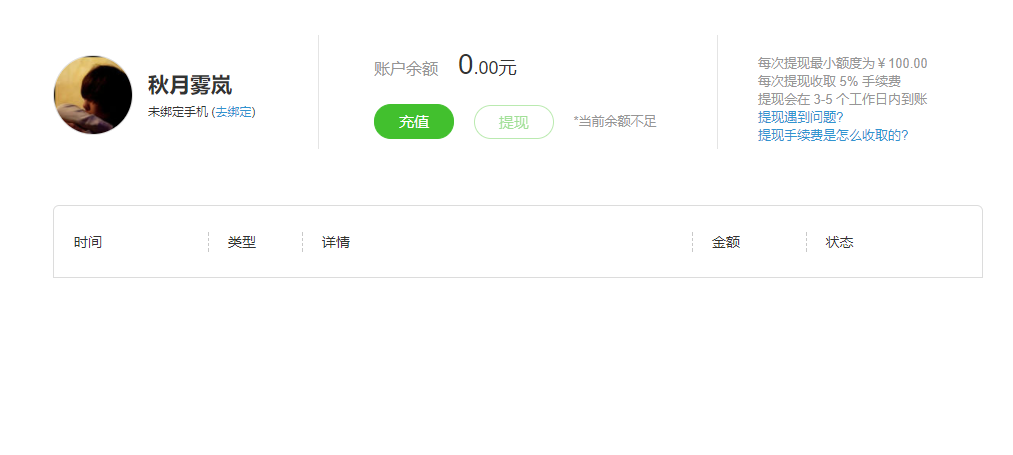 秋月雾岚
未绑定手机 (去绑定)
账户余额 0.00元
充值 提现 *当前余额不足
每次提现最小额度为￥100.00
每次提现收取 5% 手续费
提现会在 3-5 个工作日内到账
提现遇到问题?
提现手续费是怎么收取的?
时间 类型 详情 金额 状态